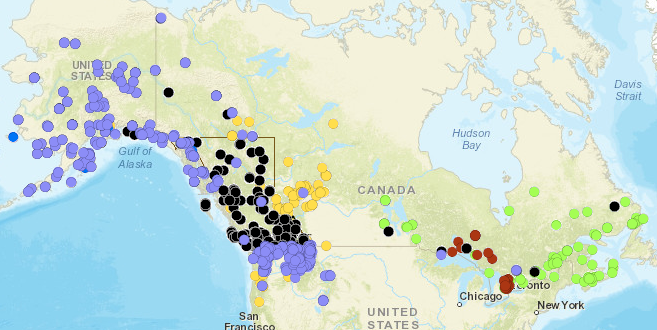 UNITED
STATES
Davis
Strait
Hudson
Bay
Gulf of
Alaska
CANADA
Toronto
Chicago
New York
San
Francisco
UNITED
STATES